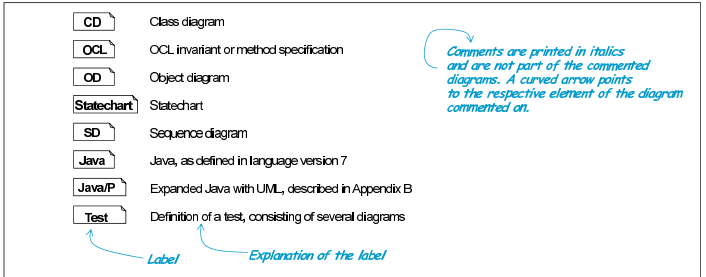 CD Class diagram
OCL OCL invariant or method specification
OD Object diagram
Statechart Statechart
SD Sequence diagram
Java Java, as defined in language version 7
Java/P Expanded Java with UML, described in Appendix B
Test Definition of a test, consisting of several diagrams
Comments are printed in italics
and are not part of the commented
diagrams. A curved arrow points
to the respective element of the diagram
commented on.
Label
Explanation of the label